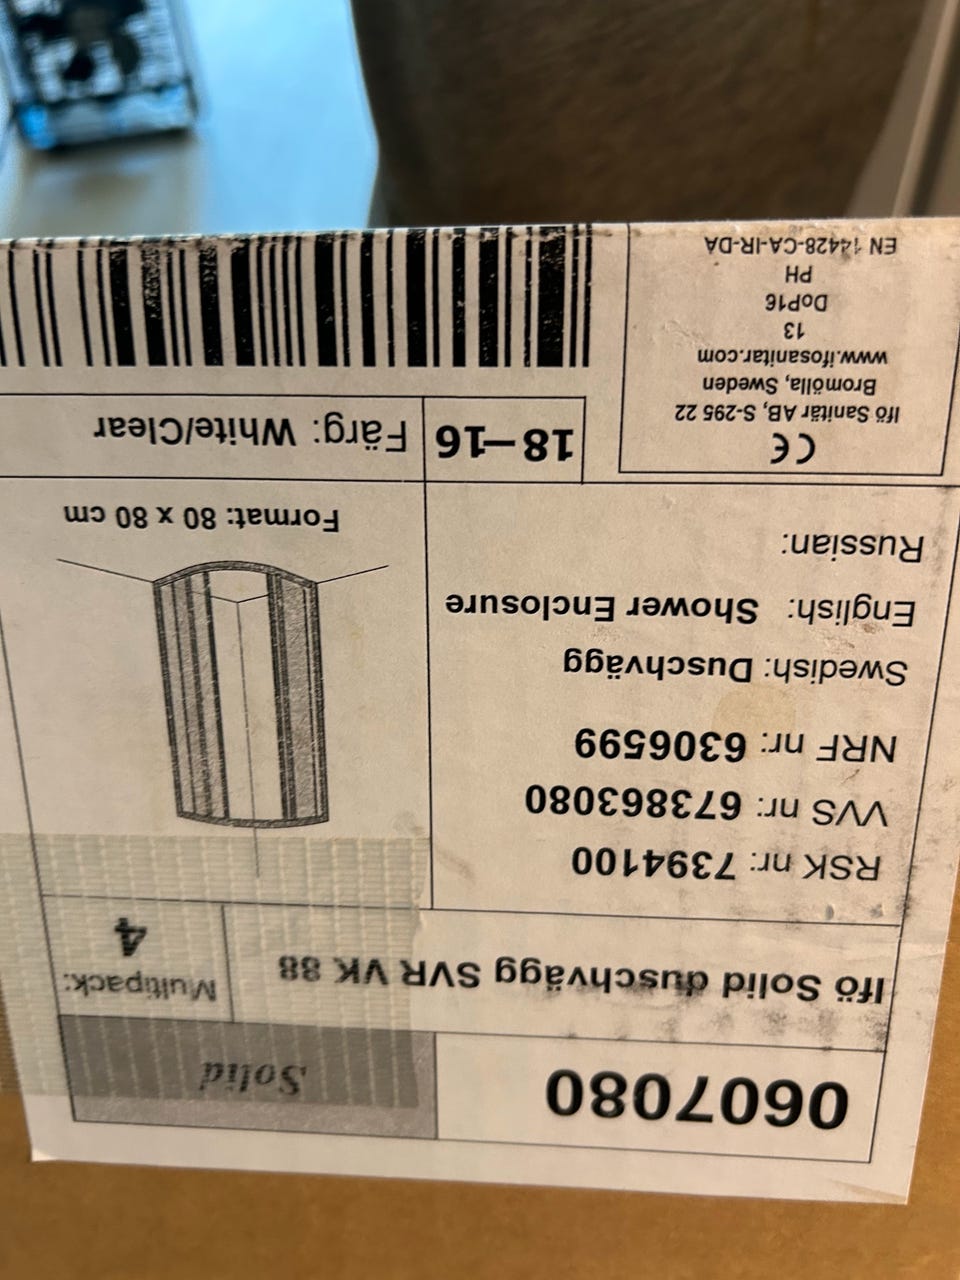 0607080
Solid
Ifö Solid duschvägg SVR VK 88
Multipack:
4
RSK nr: 7394100
VVS nr: 673863080
NRF nr: 6306599
Swedish: Duschvägg
English: Shower Enclosure
Russian:
Format: 80 x 80 cm
CE
Ifö Sanitär AB, S-295 22
Bromölla, Sweden
www.ifosanitar.com
13
DoP16
PH
EN 14428-CA-IR-DA
18–16
Färg: White/Clear